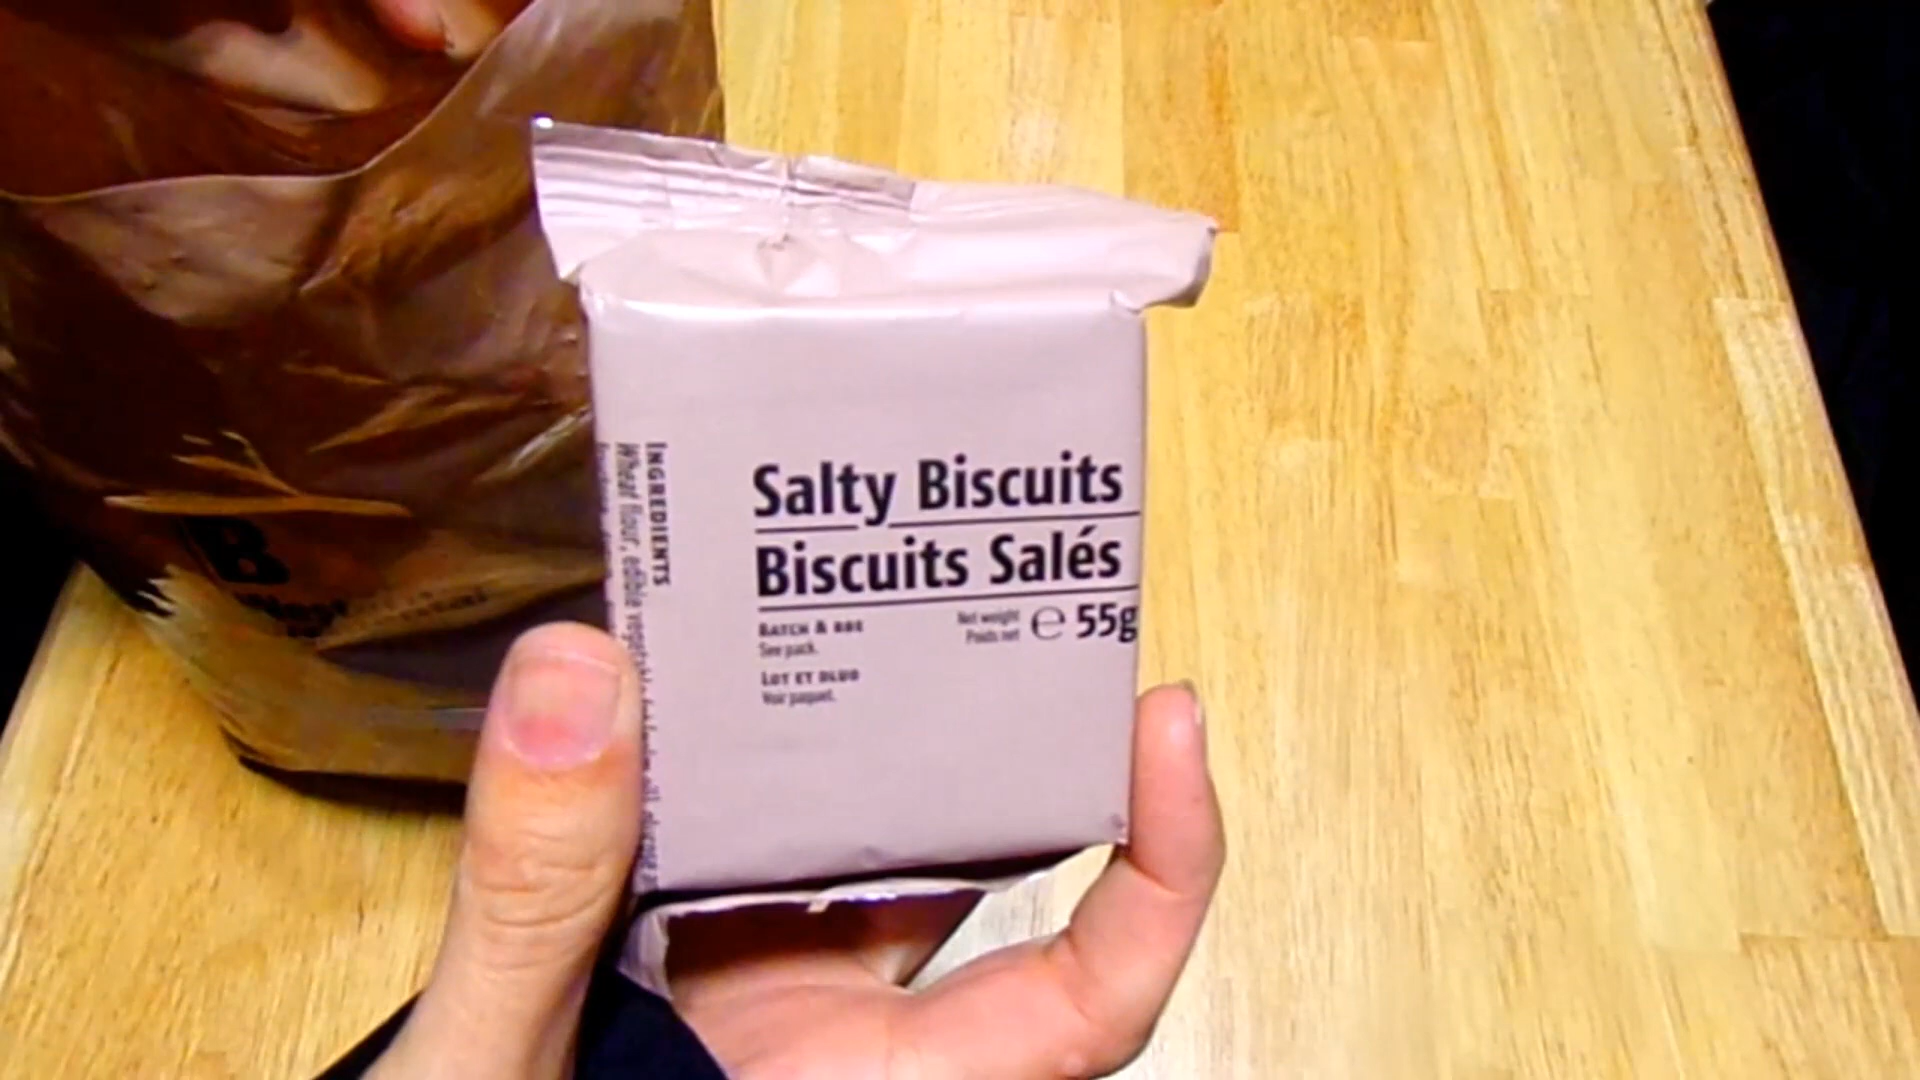 Salty Biscuits
Biscuits Salés
BATCH & BBE
See pack.
LOT ET DLUO
Voir paquet.
Net weight
Poids net
℮ 55g
INGREDIENTS
Wheat flour, edible vegetable
B